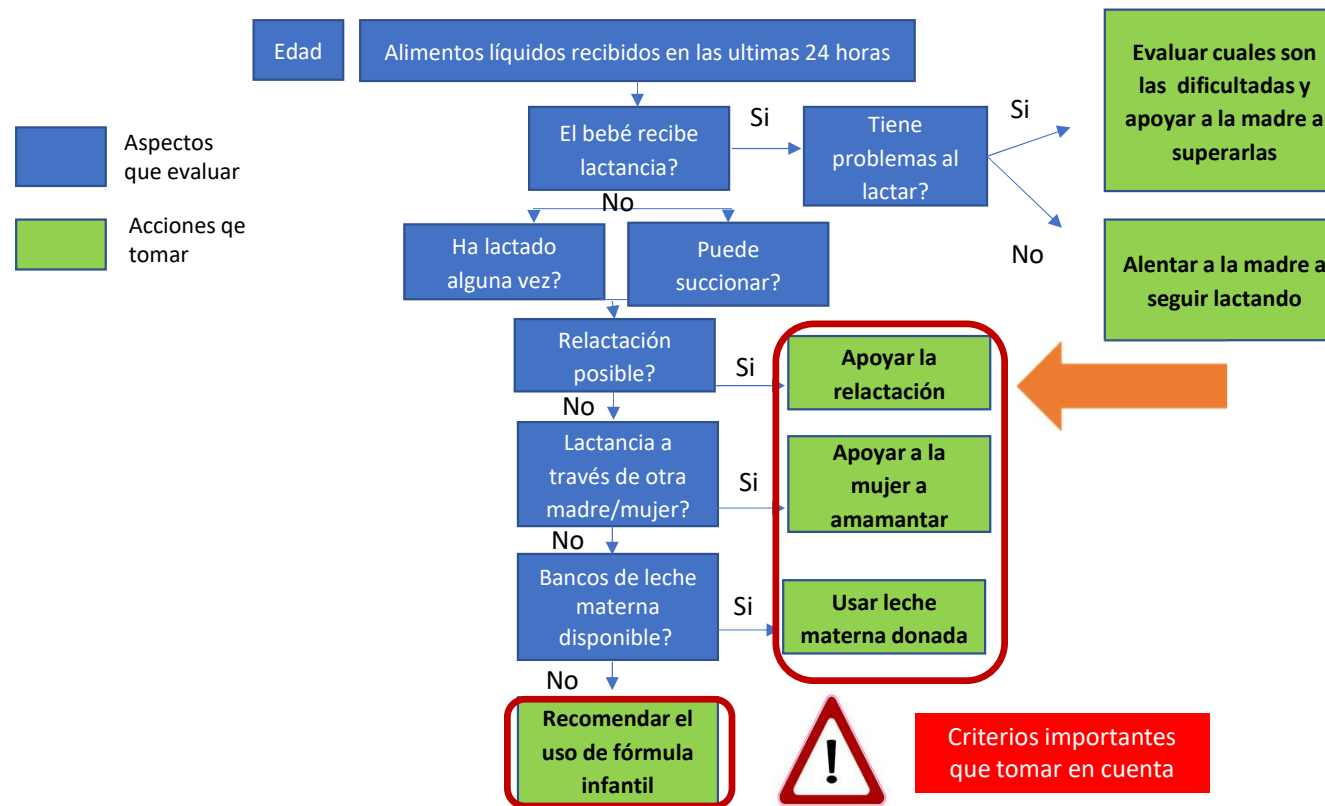 Edad
Alimentos líquidos recibidos en las ultimas 24 horas
Evaluar cuales son
las dificultadas y
apoyar a la madre a
superarlas
Aspectos
que evaluar
El bebé recibe
lactancia?
Si
Tiene
problemas al
lactar?
Si
No
Acciones qe
tomar
No
Ha lactado
alguna vez?
Puede
succionar?
Alentar a la madre a
seguir lactando
Relactación
posible?
Si
Apoyar la
relactación
No
Lactancia a
través de otra
madre/mujer?
Si
Apoyar a la
mujer a
amamantar
No
Bancos de leche
materna
disponible?
Si
Usar leche
materna donada
No
Recomendar el
uso de fórmula
infantil
!
Criterios importantes
que tomar en cuenta